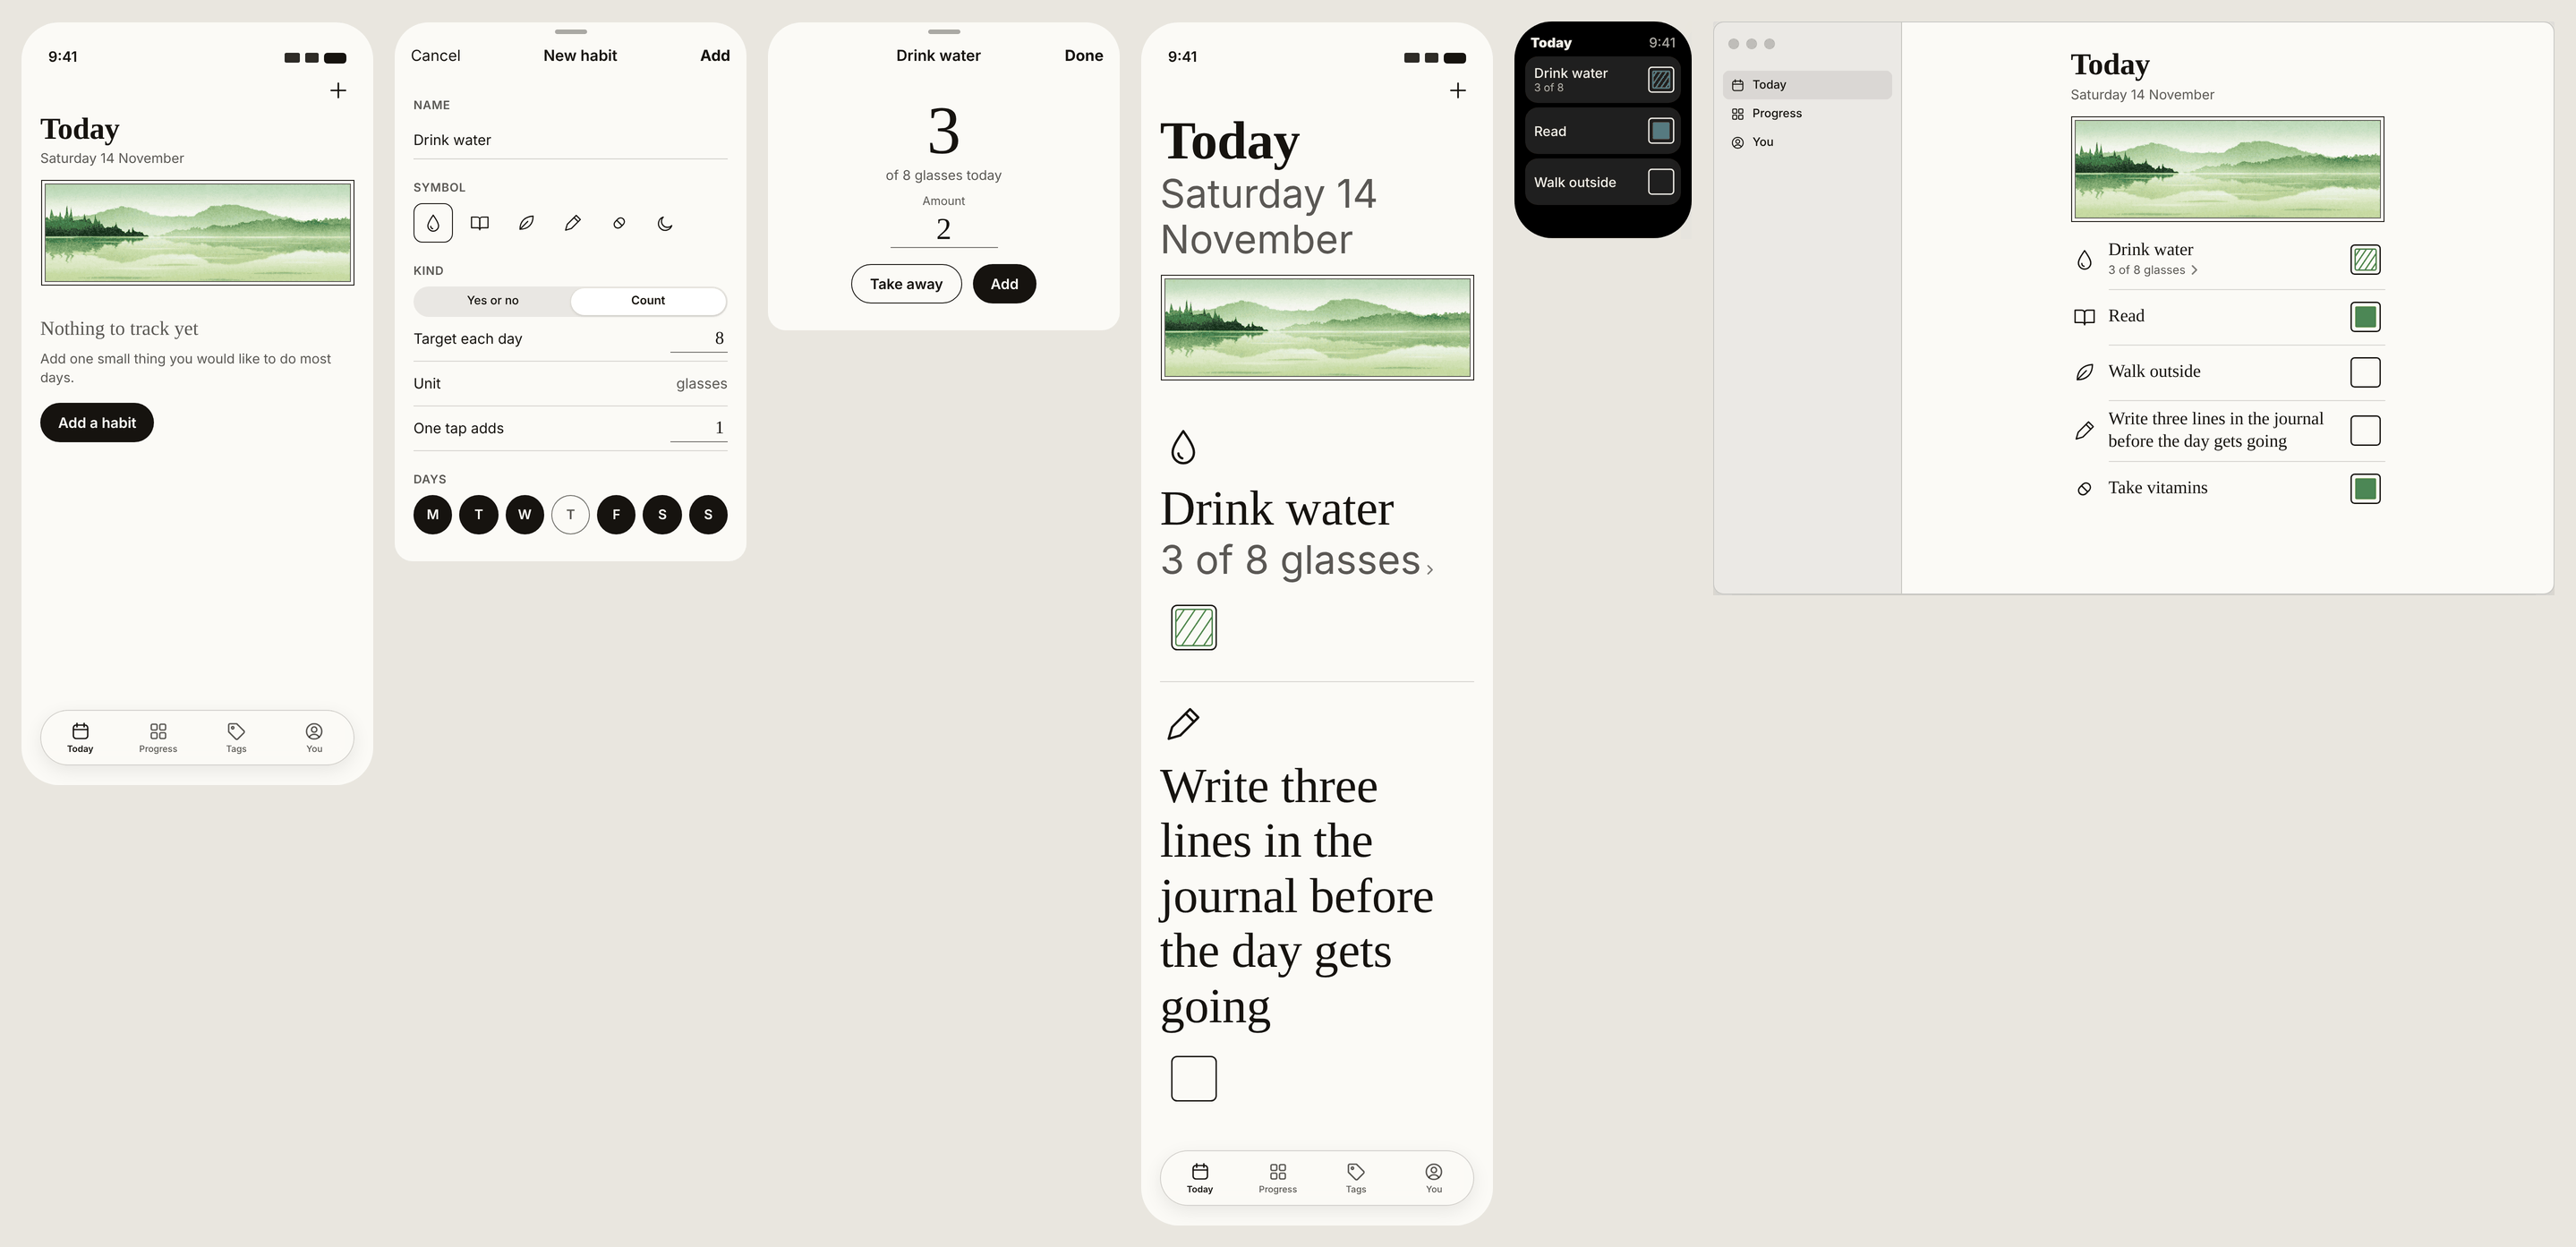 9:41
Today
Saturday 14 November
Nothing to track yet
Add one small thing you would like to do most
days.
Add a habit
Today
Progress
Tags
You
Cancel
New habit
Add
NAME
Drink water
SYMBOL
KIND
Yes or no
Count
Target each day
8
Unit
glasses
One tap adds
1
DAYS
M T W T F S S
Drink water
Done
3
of 8 glasses today
Amount
2
Take away
Add
9:41
Today
Saturday 14
November
Drink water
3 of 8 glasses
Write three
lines in the
journal before
the day gets
going
Today
Progress
Tags
You
Today
9:41
Drink water
3 of 8
Read
Walk outside
Today
Progress
You
Today
Saturday 14 November
Drink water
3 of 8 glasses
Read
Walk outside
Write three lines in the journal
before the day gets going
Take vitamins